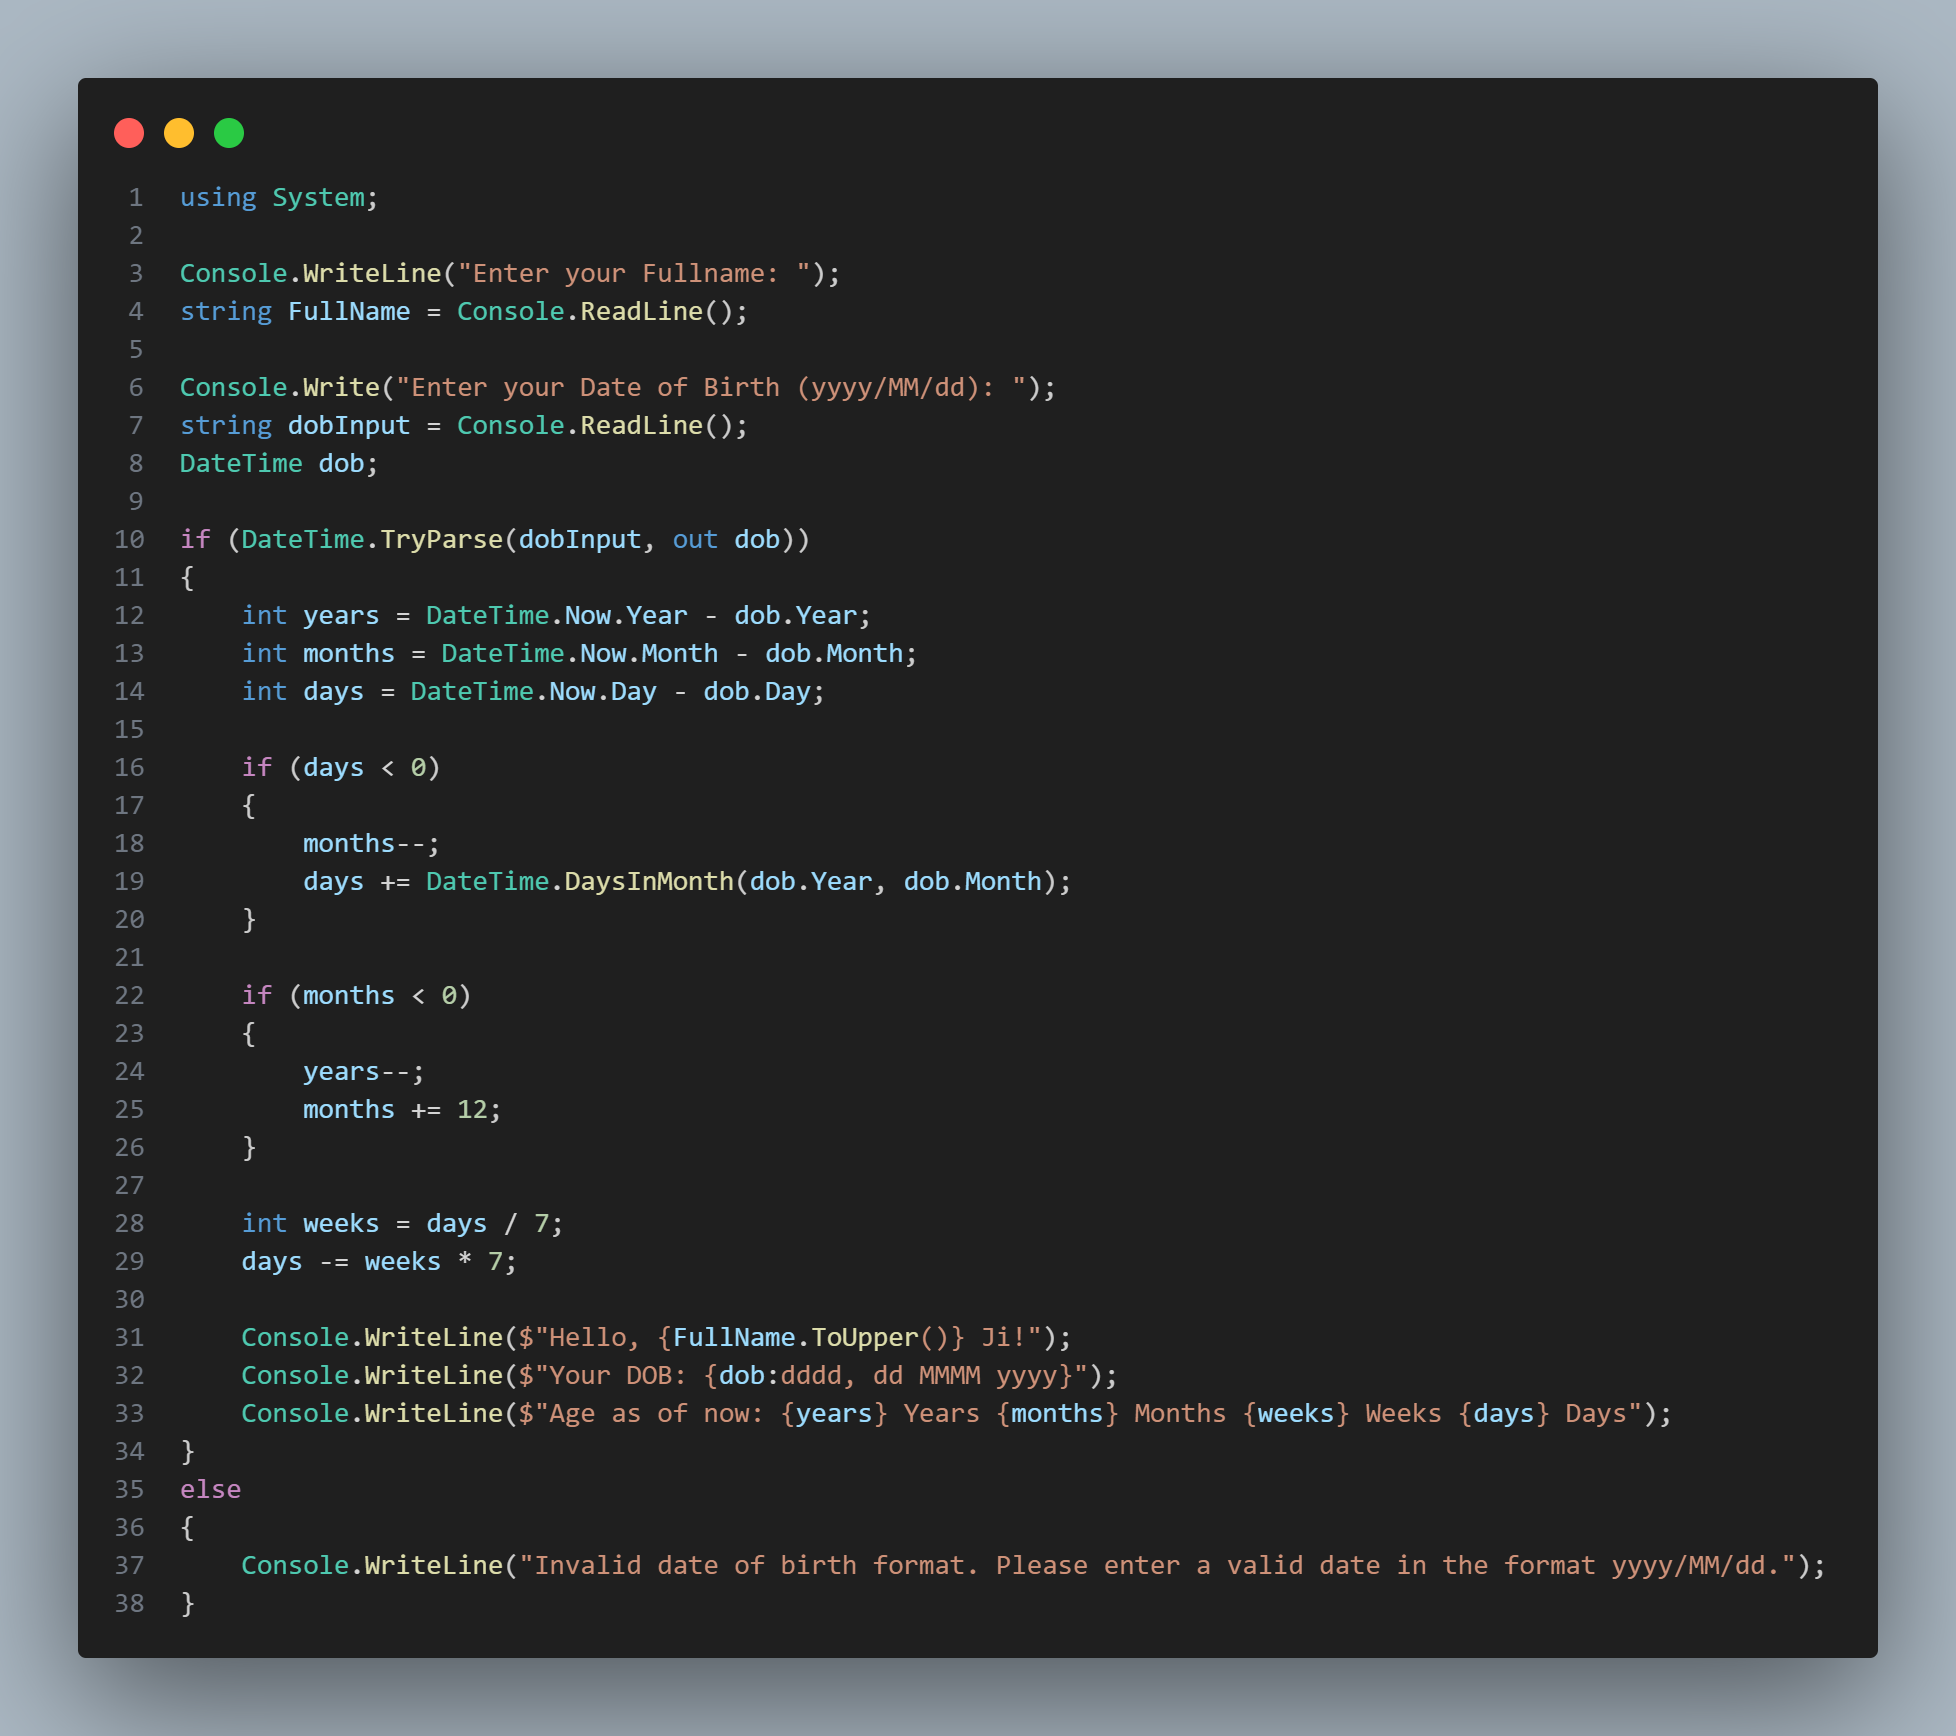 1 using System;
2
3 Console.WriteLine("Enter your Fullname: ");
4 string FullName = Console.ReadLine();
5
6 Console.Write("Enter your Date of Birth (yyyy/MM/dd): ");
7 string dobInput = Console.ReadLine();
8 DateTime dob;
9
10 if (DateTime.TryParse(dobInput, out dob))
11 {
12     int years = DateTime.Now.Year - dob.Year;
13     int months = DateTime.Now.Month - dob.Month;
14     int days = DateTime.Now.Day - dob.Day;
15
16     if (days < 0)
17     {
18         months--;
19         days += DateTime.DaysInMonth(dob.Year, dob.Month);
20     }
21
22     if (months < 0)
23     {
24         years--;
25         months += 12;
26     }
27
28     int weeks = days / 7;
29     days -= weeks * 7;
30
31     Console.WriteLine($"Hello, {FullName.ToUpper()} Ji!");
32     Console.WriteLine($"Your DOB: {dob:dddd, dd MMMM yyyy}");
33     Console.WriteLine($"Age as of now: {years} Years {months} Months {weeks} Weeks {days} Days");
34 }
35 else
36 {
37     Console.WriteLine("Invalid date of birth format. Please enter a valid date in the format yyyy/MM/dd.");
38 }